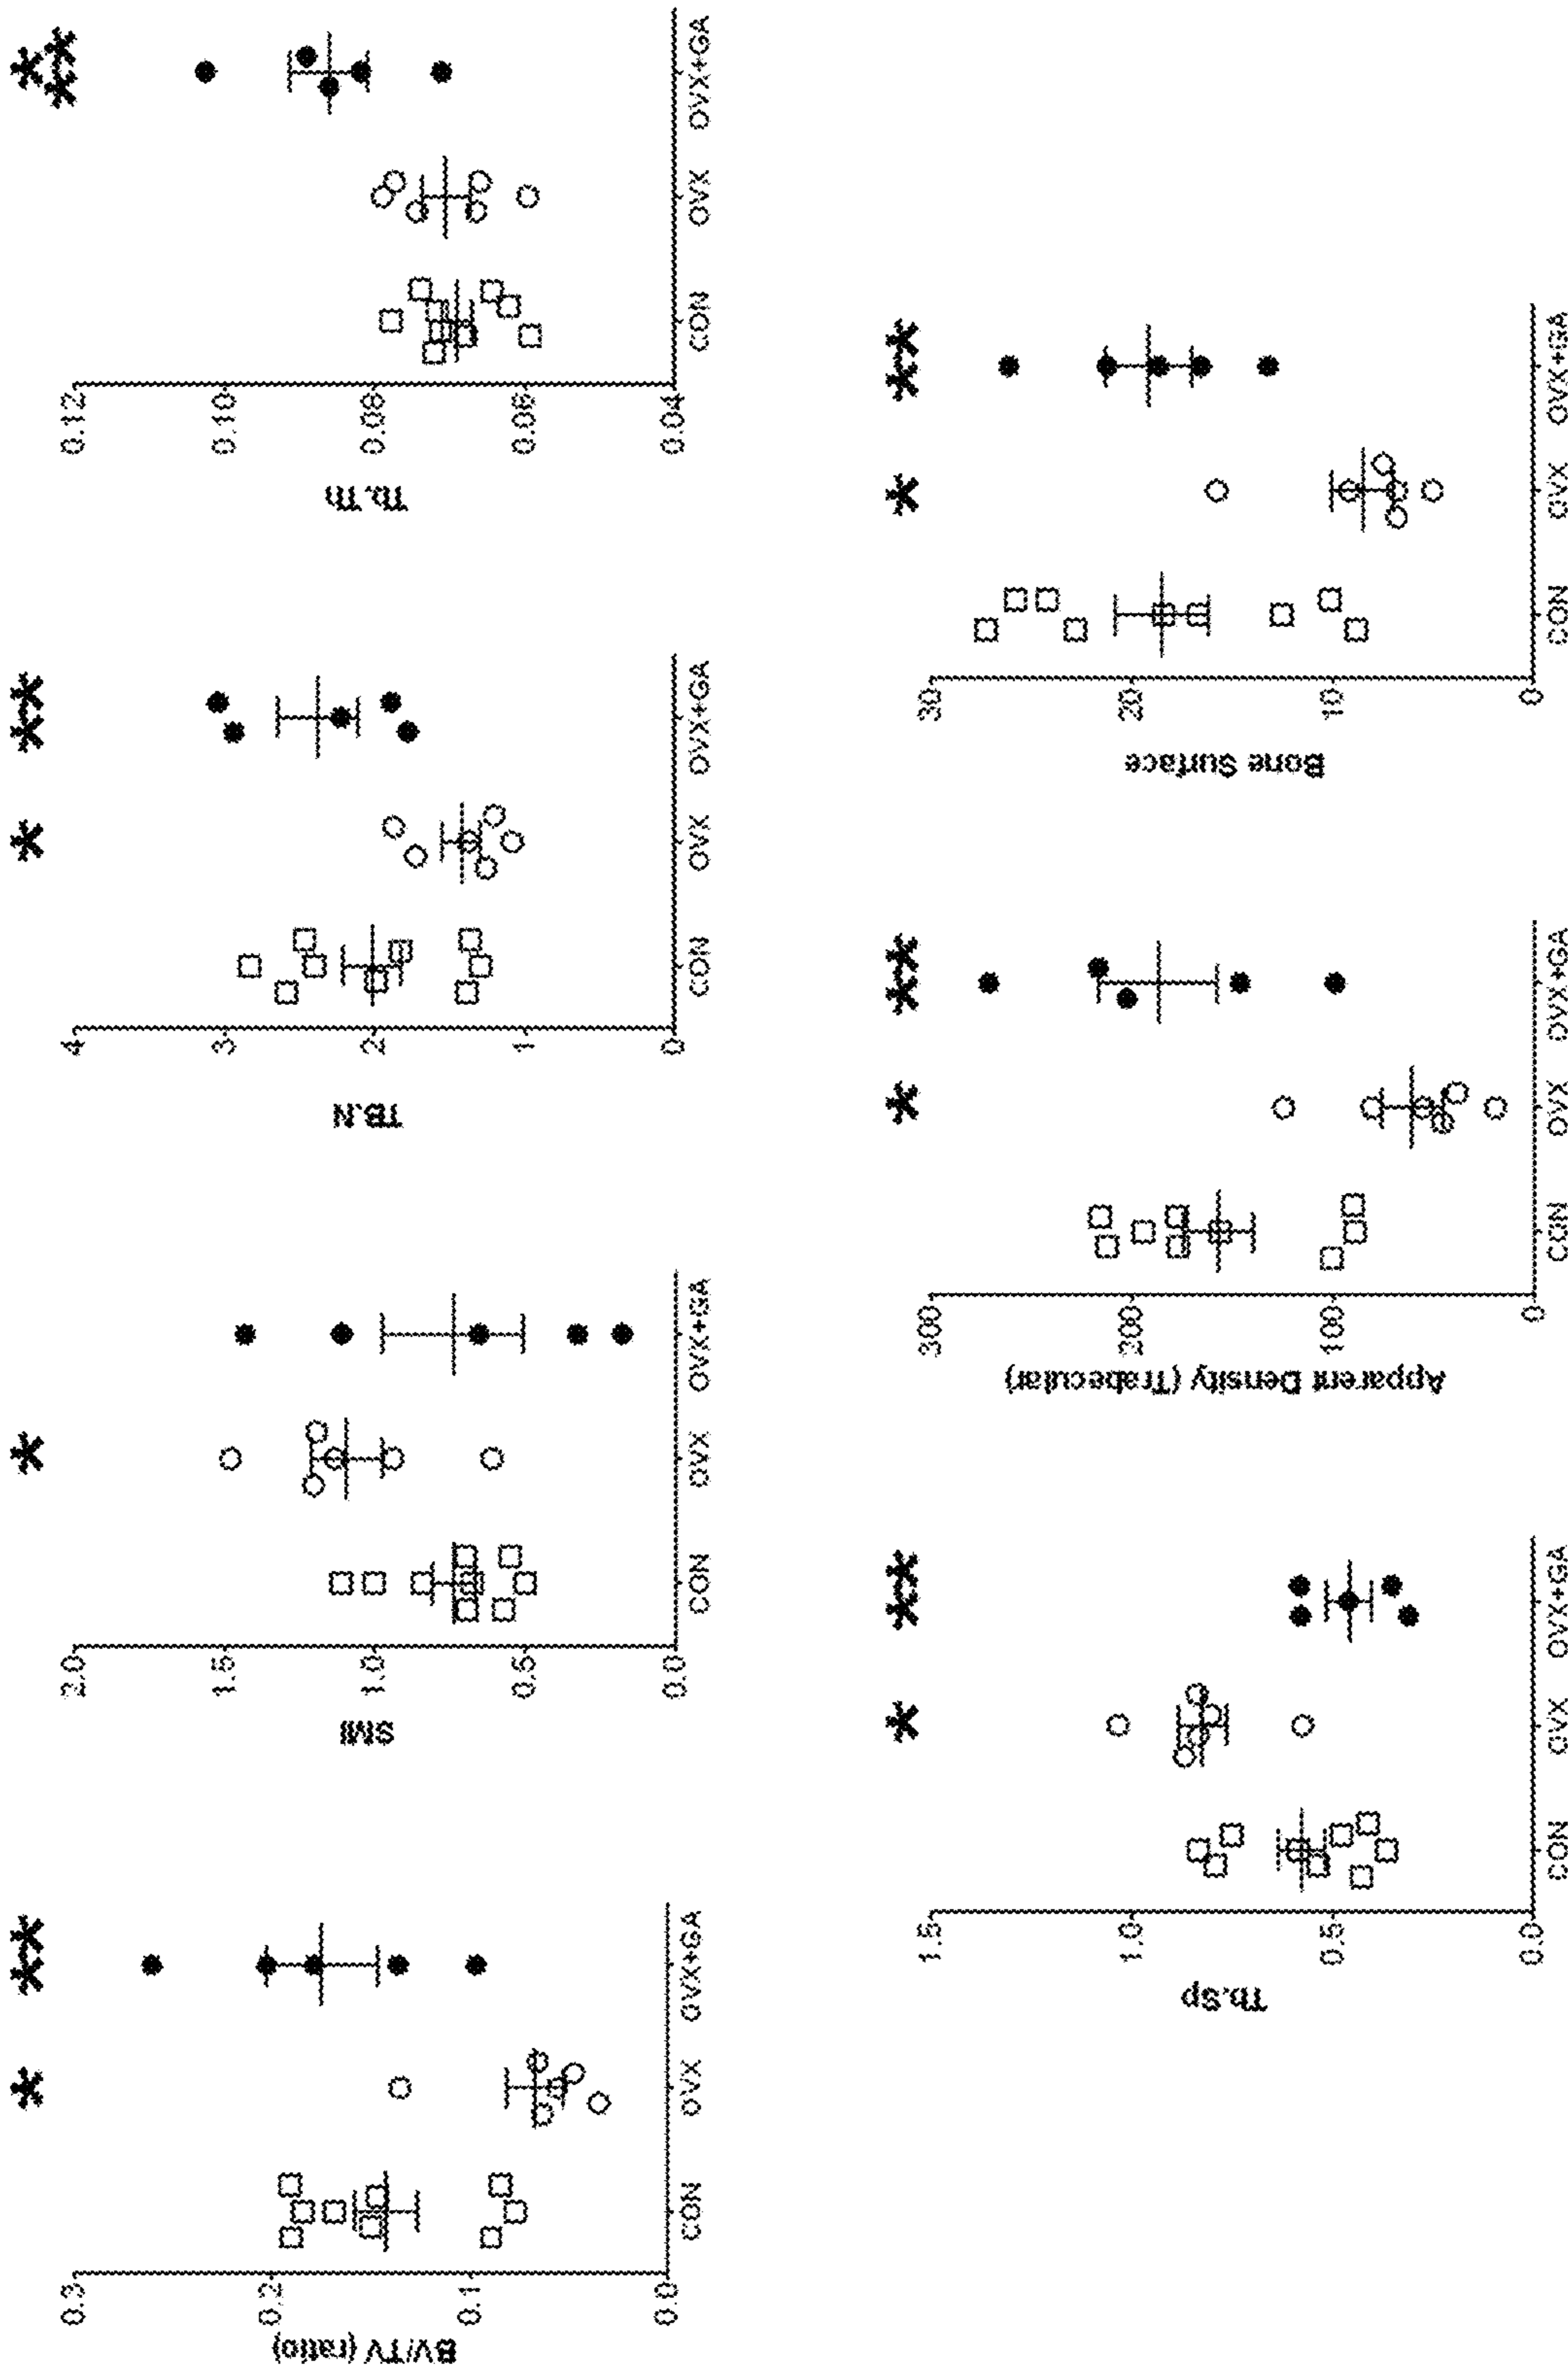 BV/TV (ratio)
0.3
0.2
0.1
0.0
CON OVX OVX+GA
* **
SMI
2.0
1.5
1.0
0.5
0.0
CON OVX OVX+GA
*
TB.N
4
3
2
1
0
CON OVX OVX+GA
* **
Tb.Th
0.12
0.10
0.08
0.06
0.04
CON OVX OVX+GA
***
Tb.Sp
1.5
1.0
0.5
0.0
CON OVX OVX+GA
* **
Apparent Density (Trabecular)
300
200
100
0
CON OVX OVX+GA
* **
Bone Surface
30
20
10
0
CON OVX OVX+GA
* **